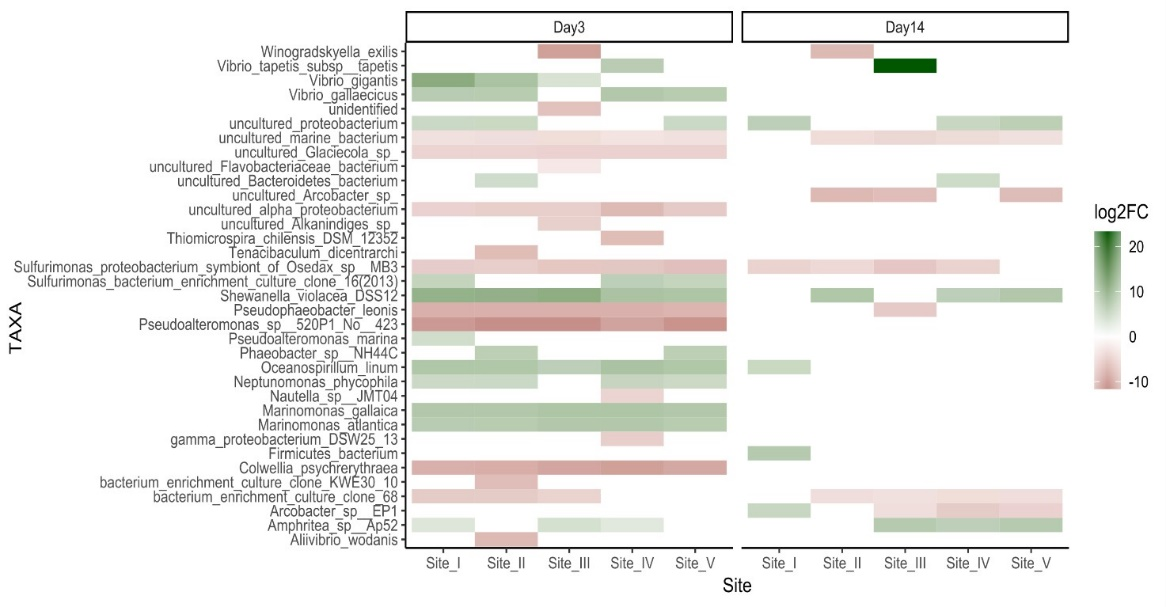 Day3
Day14
Winogradskyella_exilis
Vibrio_tapetis_subsp__tapetis
Vibrio_gigantis
Vibrio_gallaecicus
unidentified
uncultured_proteobacterium
uncultured_marine_bacterium
uncultured_Glaciecola_sp_
uncultured_Flavobacteriaceae_bacterium
uncultured_Bacteroidetes_bacterium
uncultured_Arcobacter_sp_
uncultured_alpha_proteobacterium
uncultured_Alkanindiges_sp_
Thiomicrospira_chilensis_DSM_12352
Tenacibaculum_dicentrarchi
Sulfurimonas_proteobacterium_symbiont_of_Osedax_sp__MB3
Sulfurimonas_bacterium_enrichment_culture_clone_16(2013)
Shewanella_violacea_DSS12
Pseudophaeobacter_leonis
Pseudoalteromonas_sp__520P1_No__423
Pseudoalteromonas_marina
Phaeobacter_sp__NH44C
Oceanospirillum_linum
Neptunomonas_phycophila
Nautella_sp__JMT04
Marinomonas_gallaica
Marinomonas_atlantica
gamma_proteobacterium_DSW25_13
Firmicutes_bacterium
Colwellia_psychrerythraea
bacterium_enrichment_culture_clone_KWE30_10
bacterium_enrichment_culture_clone_68
Arcobacter_sp__EP1
Amphritea_sp__Ap52
Aliivibrio_wodanis
TAXA
Site_I Site_II Site_III Site_IV Site_V
Site_I Site_II Site_III Site_IV Site_V
Site
log2FC
20
10
0
-10